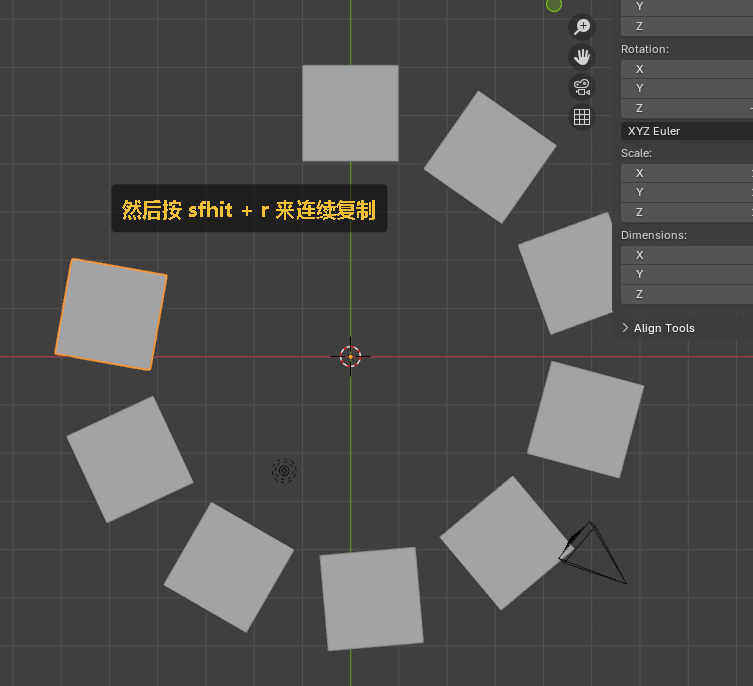 Y
Z
Rotation:
X
Y
Z
XYZ Euler
Scale:
X
Y
Z
Dimensions:
X
Y
Z
Align Tools
然后按 sfhit + r 来连续复制